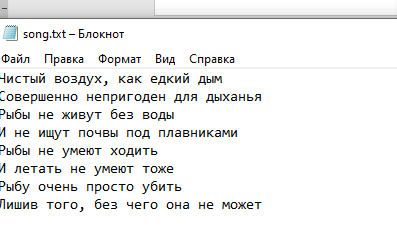 song.txt – Блокнот
Файл Правка Формат Вид Справка
Чистый воздух, как едкий дым
Совершенно непригоден для дыханья
Рыбы не живут без воды
И не ищут почвы под плавниками
Рыбы не умеют ходить
И летать не умеют тоже
Рыбу очень просто убить
Лишив того, без чего она не может